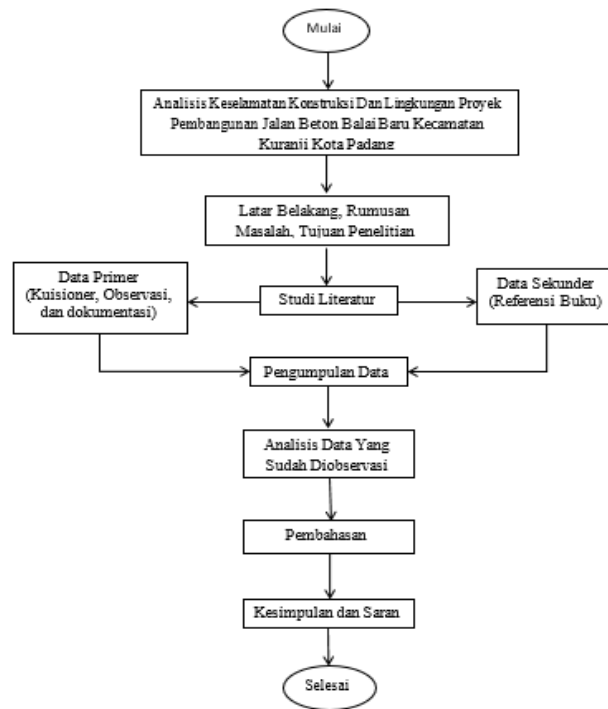 Mulai
Analisis Keselamatan Konstruksi Dan Lingkungan Proyek
Pembangunan Jalan Beton Balai Baru Kecamatan
Kuranji Kota Padang
Latar Belakang, Rumusan
Masalah, Tujuan Penelitian
Data Primer
(Kuisioner, Observasi,
dan dokumentasi)
Studi Literatur
Data Sekunder
(Referensi Buku)
Pengumpulan Data
Analisis Data Yang
Sudah Diobservasi
Pembahasan
Kesimpulan dan Saran
Selesai